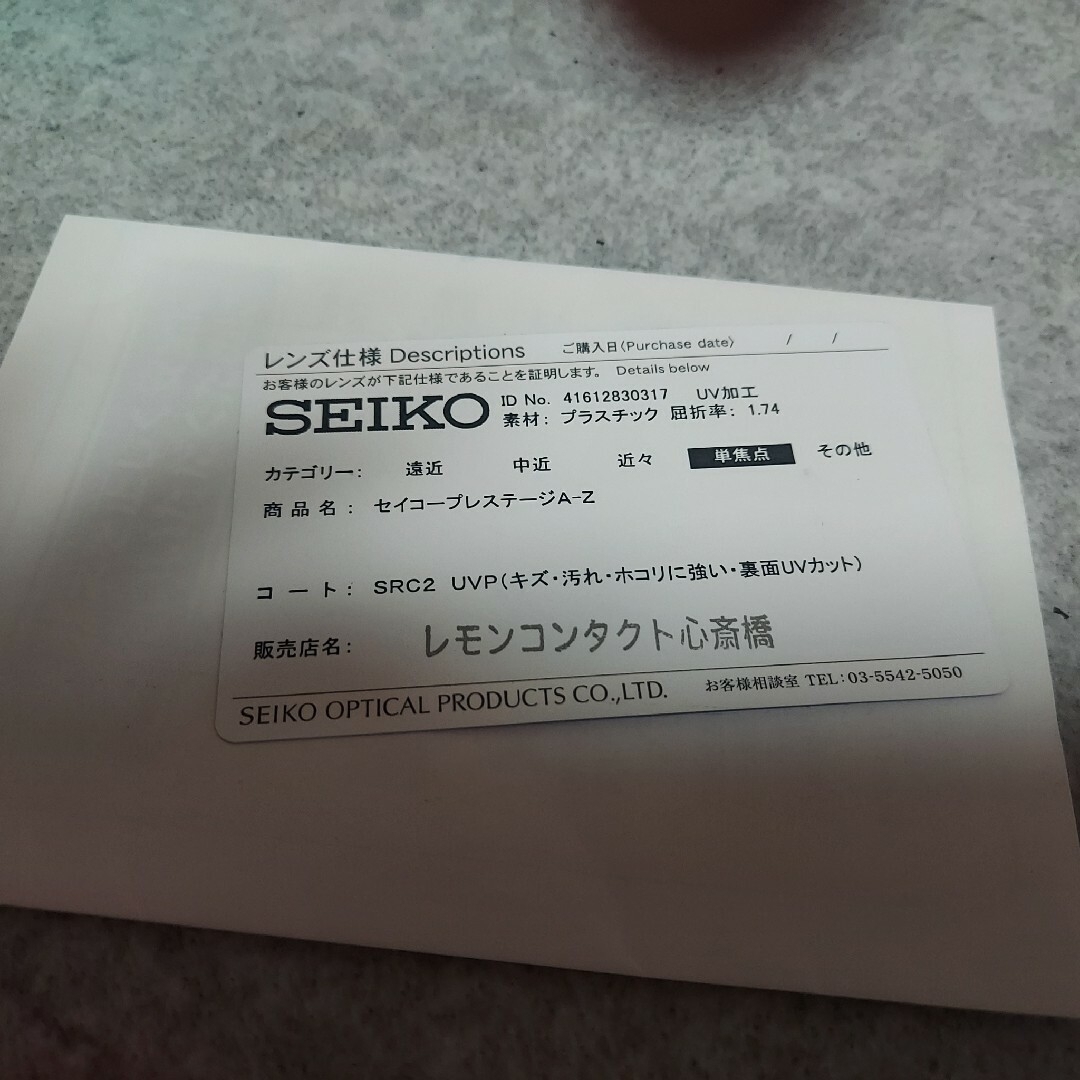 レンズ仕様 Descriptions ご購入日(Purchase date) / /
お客様のレンズが下記仕様であることを証明します。 Details below
SEIKO ID No. 41612830317 UV加工
素材: プラスチック 屈折率: 1.74
カテゴリー: 遠近 中近 近々 単焦点 その他
商品名: セイコープレステージA-Z
コート: SRC2 UVP(キズ・汚れ・ホコリに強い・裏面UVカット)
販売店名: レモンコンタクト心斎橋
SEIKO OPTICAL PRODUCTS CO.,LTD. お客様相談室 TEL:03-5542-5050